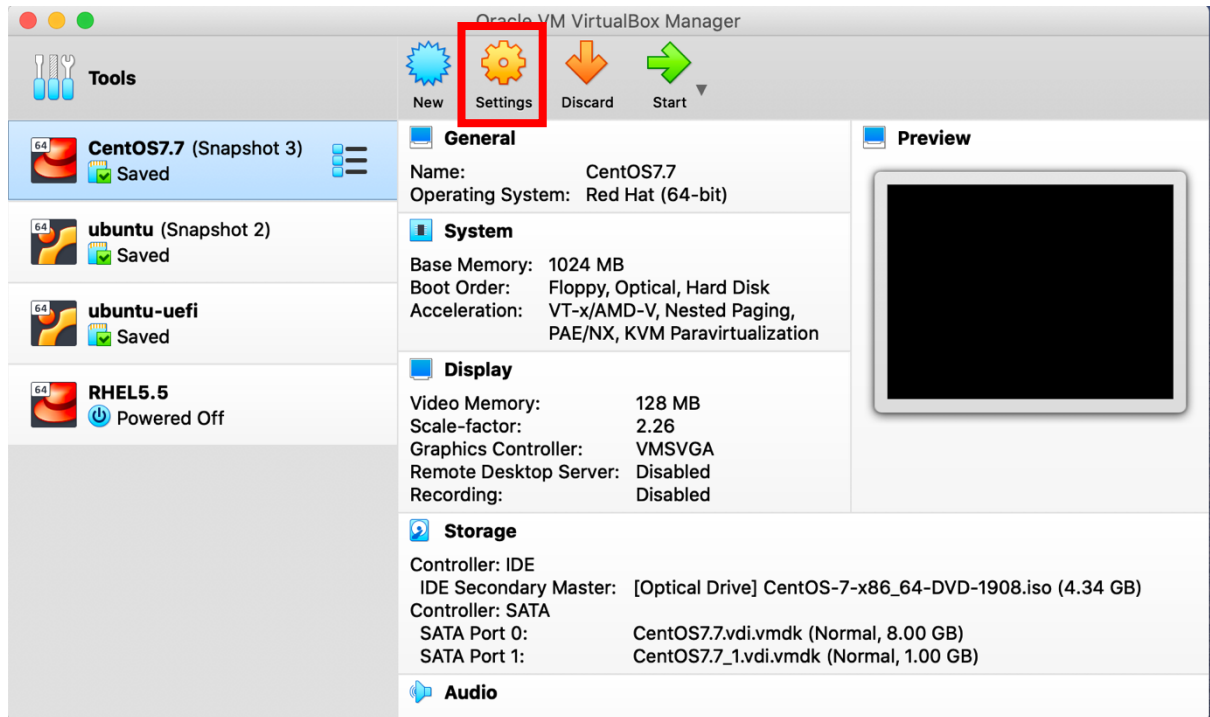 Oracle VM VirtualBox Manager
Tools
New
Settings
Discard
Start
64
CentOS7.7 (Snapshot 3)
Saved
64
ubuntu (Snapshot 2)
Saved
64
ubuntu-uefi
Saved
64
RHEL5.5
Powered Off
General
Name: CentOS7.7
Operating System: Red Hat (64-bit)
System
Base Memory: 1024 MB
Boot Order: Floppy, Optical, Hard Disk
Acceleration: VT-x/AMD-V, Nested Paging,
PAE/NX, KVM Paravirtualization
Display
Video Memory: 128 MB
Scale-factor: 2.26
Graphics Controller: VMSVGA
Remote Desktop Server: Disabled
Recording: Disabled
Storage
Controller: IDE
IDE Secondary Master: [Optical Drive] CentOS-7-x86_64-DVD-1908.iso (4.34 GB)
Controller: SATA
SATA Port 0: CentOS7.7.vdi.vmdk (Normal, 8.00 GB)
SATA Port 1: CentOS7.7_1.vdi.vmdk (Normal, 1.00 GB)
Audio
Preview